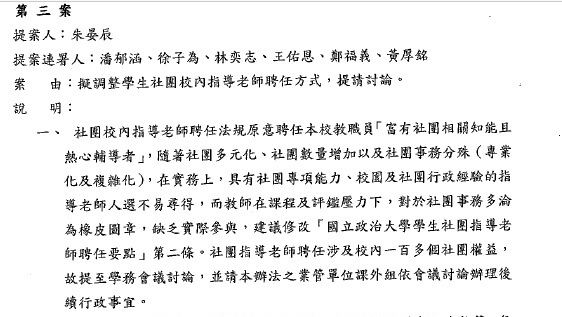 第三案
提案人：朱晏辰
提案連署人：潘郁涵、徐子為、林奕志、王佑恩、鄭福義、黃厚銘
案　　由：擬調整學生社團校內指導老師聘任方式，提請討論。
說　　明：
一、 社團校內指導老師聘任法規原意聘任本校教職員「富有社團相關知能且
熱心輔導者」，隨著社團多元化、社團數量增加以及社團事務分殊（專業
化及複雜化），在實務上，具有社團專項能力、校園及社團行政經驗的指
導老師人選不易尋得，而教師在課程及評鑑壓力下，對於社團事務多淪
為橡皮圖章，缺乏實際參與，建議修改「國立政治大學學生社團指導老
師聘任要點」第二條。社團指導老師聘任涉及校內一百多個社團權益，
故提至學務會議討論，並請本辦法之業管單位課外組依會議討論辦理後
續行政事宜。